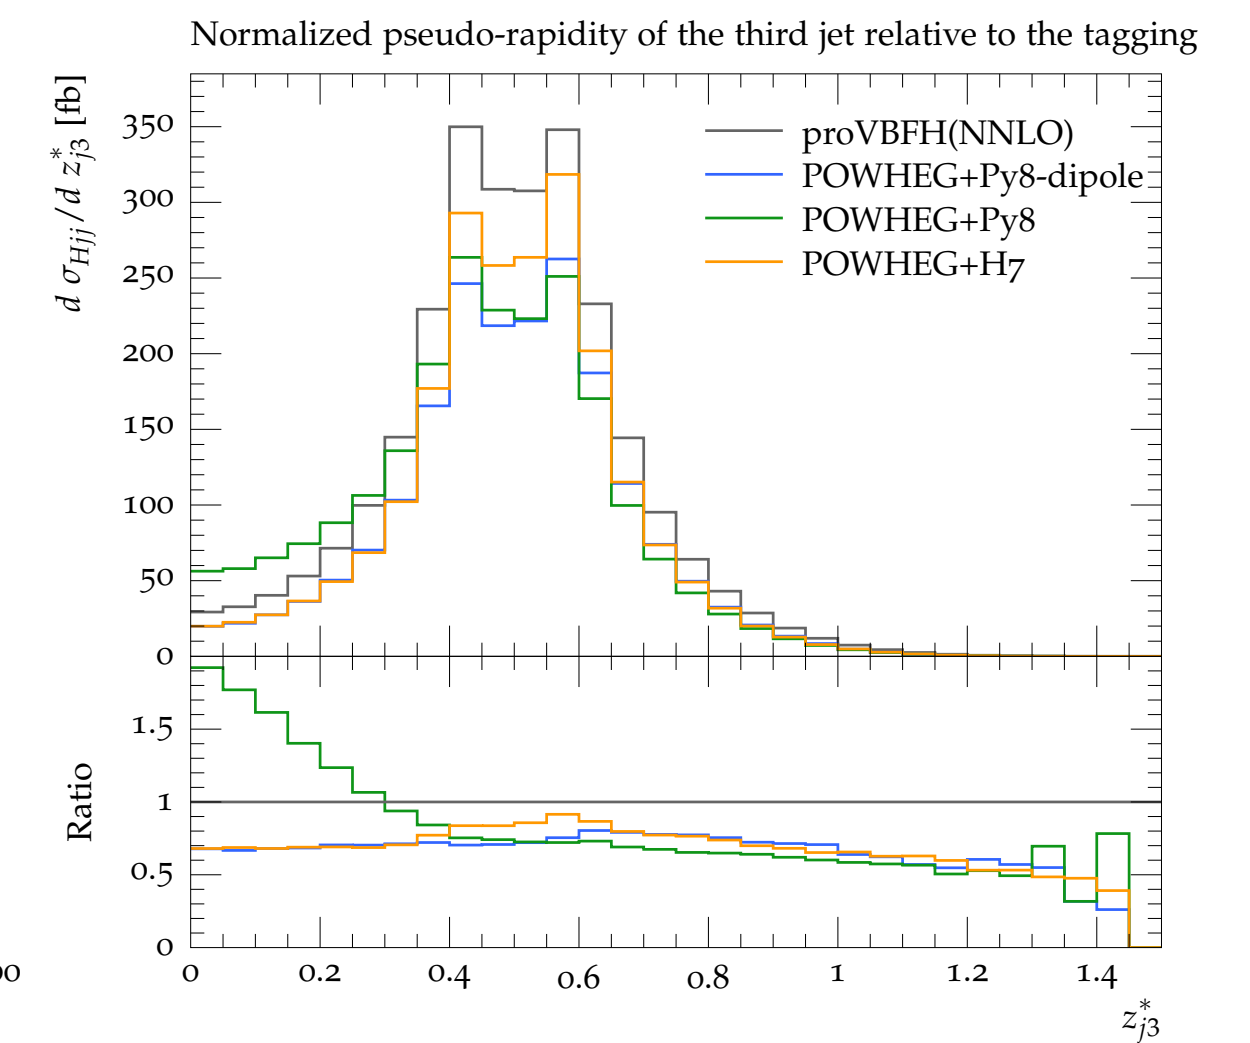 Normalized pseudo-rapidity of the third jet relative to the tagging
d σ_{Hjj}/d z^*_{j3} [fb]
350
300
250
200
150
100
50
0
proVBFH(NNLO)
POWHEG+Py8-dipole
POWHEG+Py8
POWHEG+H7
Ratio
1.5
1
0.5
0
00
0 0.2 0.4 0.6 0.8 1 1.2 1.4
z^*_{j3}